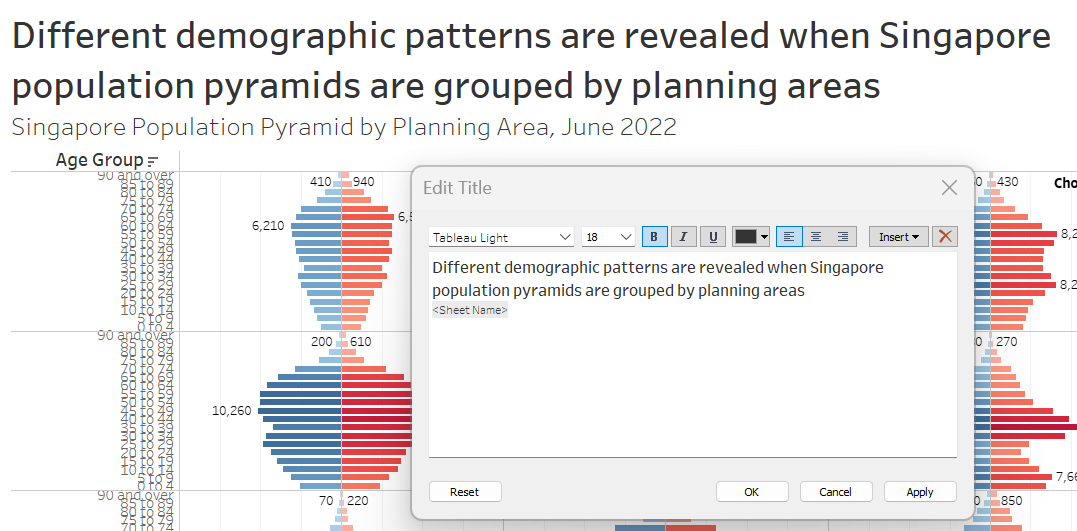 Different demographic patterns are revealed when Singapore
population pyramids are grouped by planning areas
Singapore Population Pyramid by Planning Area, June 2022
Age Group
90 and over
85 to 89
80 to 84
75 to 79
70 to 74
65 to 69
60 to 64
55 to 59
50 to 54
45 to 49
40 to 44
35 to 39
30 to 34
25 to 29
20 to 24
15 to 19
10 to 14
5 to 9
0 to 4
410 940
6,210
430
90 and over
85 to 89
80 to 84
75 to 79
70 to 74
65 to 69
60 to 64
55 to 59
50 to 54
45 to 49
40 to 44
35 to 39
30 to 34
25 to 29
20 to 24
15 to 19
10 to 14
5 to 9
0 to 4
200 610
10,260
270
90 and over
85 to 89
80 to 84
75 to 79
70 to 74
70 220
850
Edit Title
Tableau Light 18 B I U Insert
Different demographic patterns are revealed when Singapore
population pyramids are grouped by planning areas
<Sheet Name>
Reset OK Cancel Apply